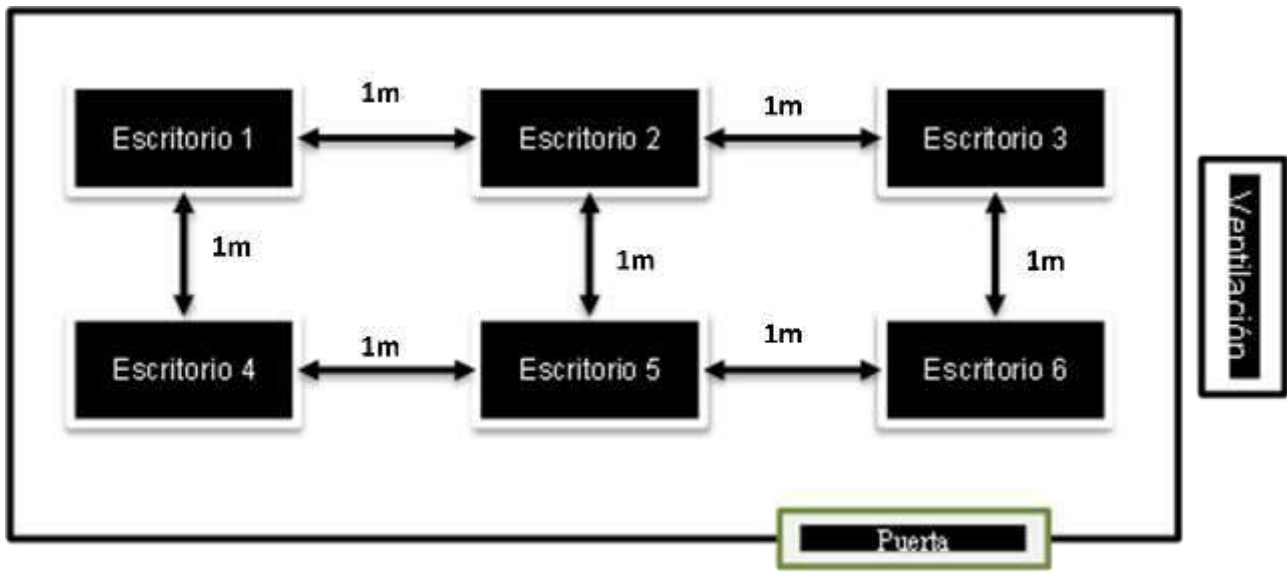 1m
1m
Escritorio 1
Escritorio 2
Escritorio 3
Ventilación
1m
1m
1m
1m
1m
Escritorio 4
Escritorio 5
Escritorio 6
Puerta